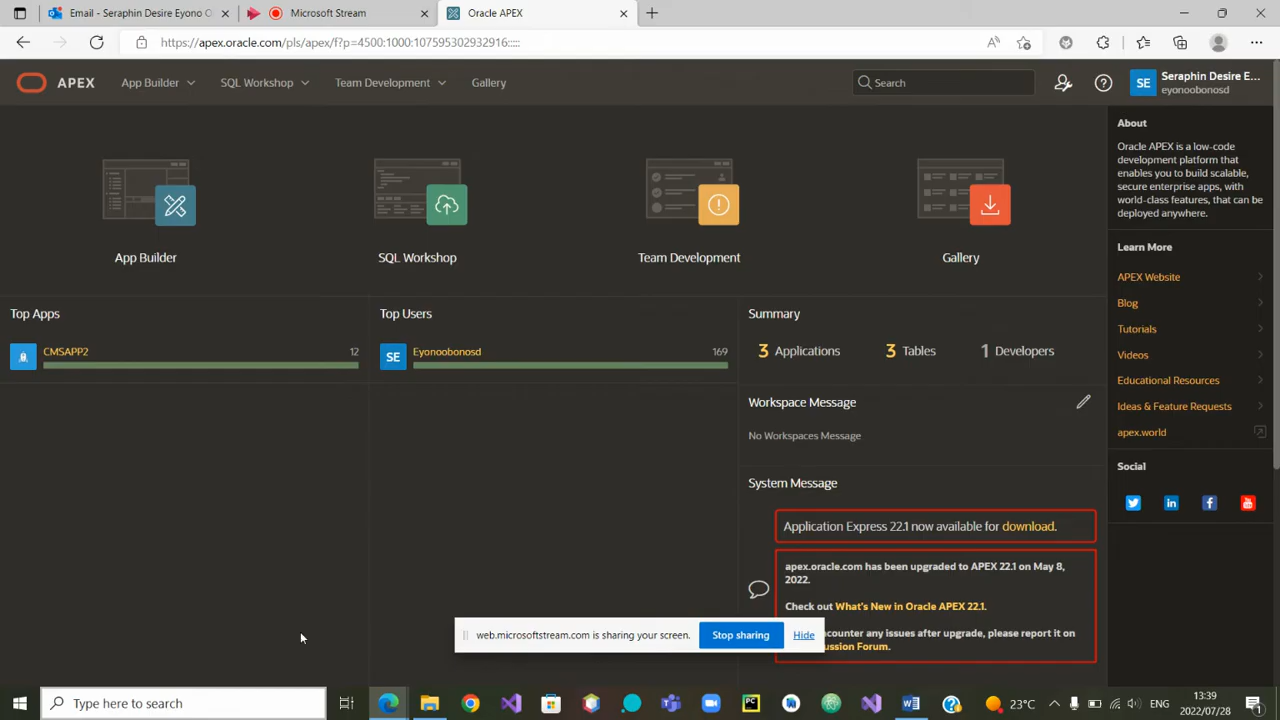 Email - Seraphin Desire Eyono O
Microsoft Stream
Oracle APEX
https://apex.oracle.com/pls/apex/f?p=4500:1000:107595302932916:::::
APEX
App Builder
SQL Workshop
Team Development
Gallery
Search
SE
Seraphin Desire E...
eyonoobonosd
App Builder
SQL Workshop
Team Development
Gallery
About
Oracle APEX is a low-code
development platform that
enables you to build scalable,
secure enterprise apps, with
world-class features, that can be
deployed anywhere.
Learn More
APEX Website
Blog
Tutorials
Videos
Educational Resources
Ideas & Feature Requests
apex.world
Social
Top Apps
CMSAPP2 12
Top Users
SE Eyonoobonosd 169
Summary
3 Applications 3 Tables 1 Developers
Workspace Message
No Workspaces Message
System Message
Application Express 22.1 now available for download.
apex.oracle.com has been upgraded to APEX 22.1 on May 8,
2022.
Check out What's New in Oracle APEX 22.1.
counter any issues after upgrade, please report it on
ussion Forum.
web.microsoftstream.com is sharing your screen. Stop sharing Hide
Type here to search
PC
23°C
ENG
13:39
2022/07/28
1